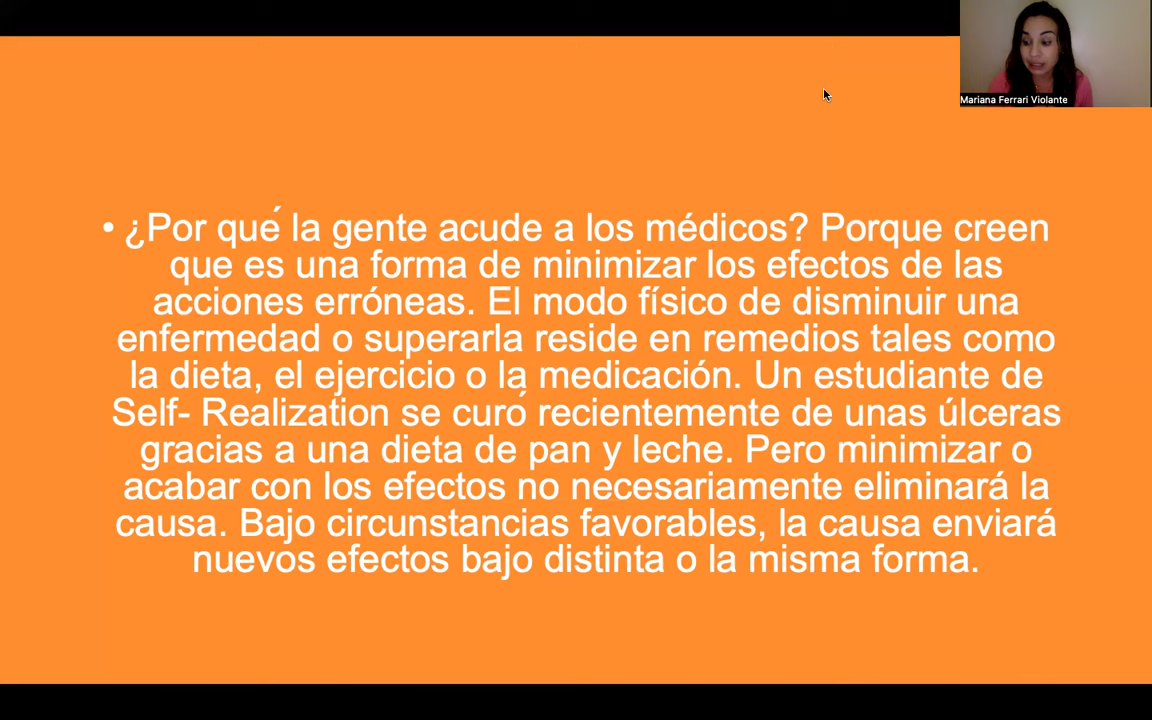 Mariana Ferrari Violante
• ¿Por qué la gente acude a los médicos? Porque creen
que es una forma de minimizar los efectos de las
acciones erróneas. El modo físico de disminuir una
enfermedad o superarla reside en remedios tales como
la dieta, el ejercicio o la medicación. Un estudiante de
Self- Realization se curó recientemente de unas úlceras
gracias a una dieta de pan y leche. Pero minimizar o
acabar con los efectos no necesariamente eliminará la
causa. Bajo circunstancias favorables, la causa enviará
nuevos efectos bajo distinta o la misma forma.